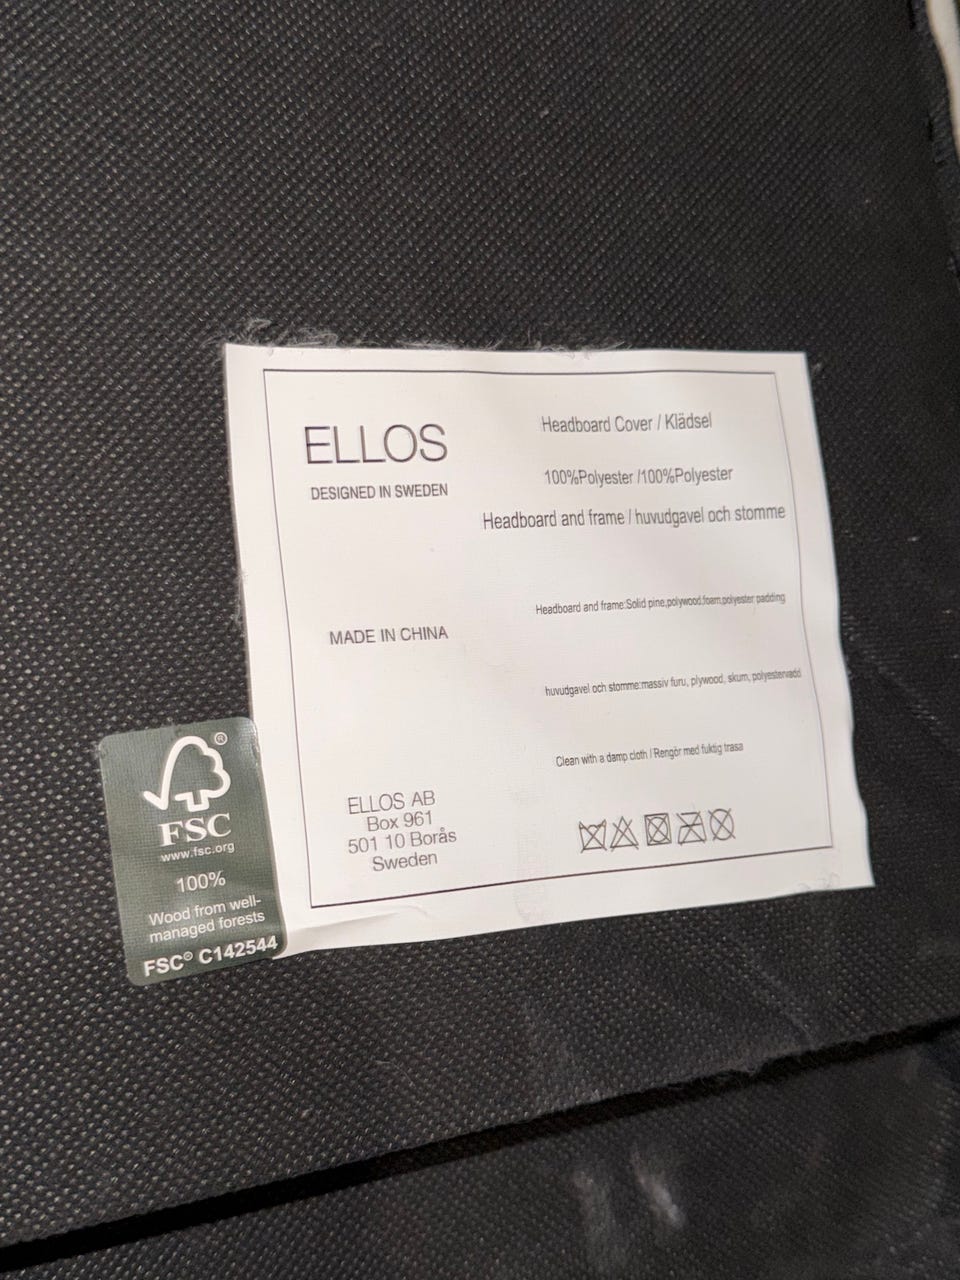 ELLOS
DESIGNED IN SWEDEN
MADE IN CHINA
ELLOS AB
Box 961
501 10 Borås
Sweden
Headboard Cover / Klädsel
100%Polyester /100%Polyester
Headboard and frame / huvudgavel och stomme
Headboard and frame:Solid pine,polywood,foam,polyester padding
huvudgavel och stomme:massiv furu, plywood, skum, polyestervadd
Clean with a damp cloth / Rengör med fuktig trasa
®
FSC
www.fsc.org
100%
Wood from well-
managed forests
FSC® C142544